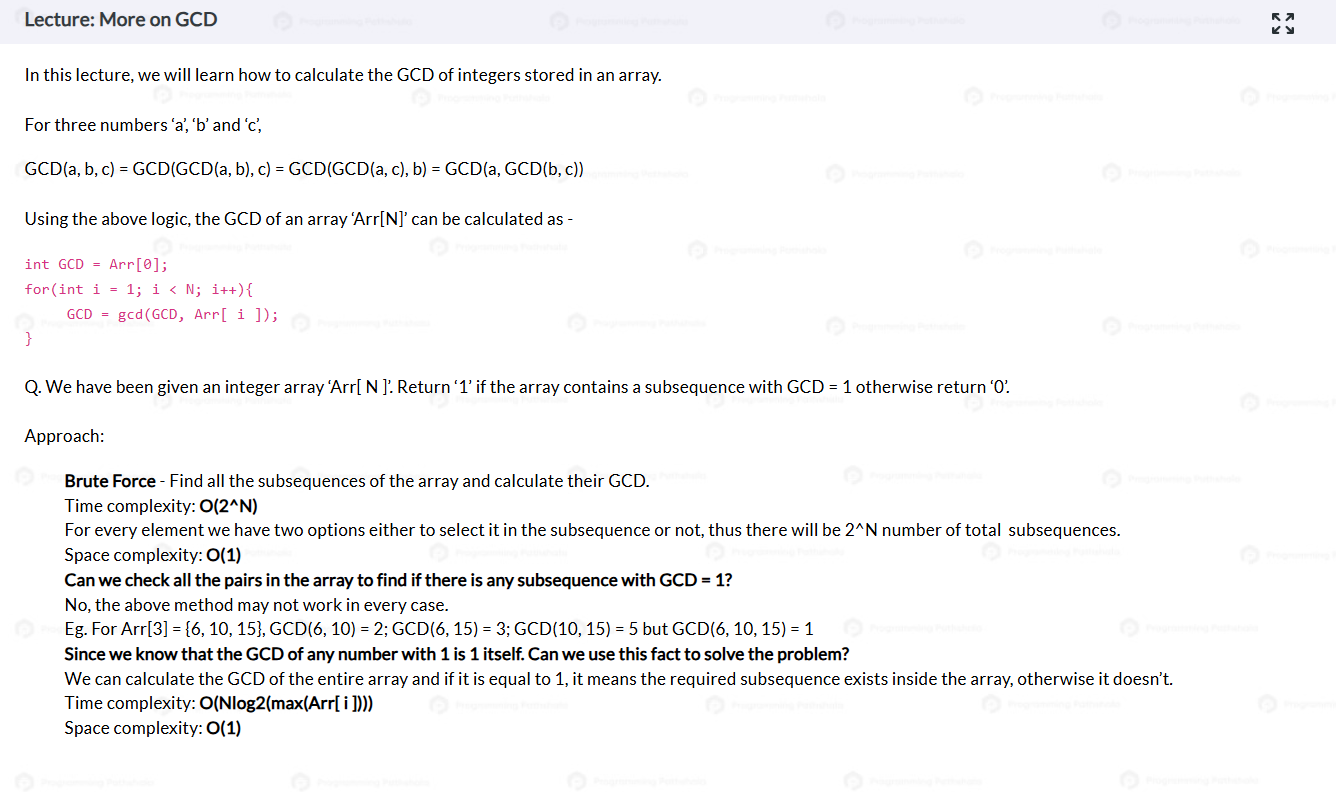 Lecture: More on GCD
In this lecture, we will learn how to calculate the GCD of integers stored in an array.
For three numbers ‘a’, ‘b’ and ‘c’,
GCD(a, b, c) = GCD(GCD(a, b), c) = GCD(GCD(a, c), b) = GCD(a, GCD(b, c))
Using the above logic, the GCD of an array ‘Arr[N]’ can be calculated as -
int GCD = Arr[0];
for(int i = 1; i < N; i++){
GCD = gcd(GCD, Arr[ i ]);
}
Q. We have been given an integer array ‘Arr[ N ]’. Return ‘1’ if the array contains a subsequence with GCD = 1 otherwise return ‘0’.
Approach:
Brute Force - Find all the subsequences of the array and calculate their GCD.
Time complexity: O(2^N)
For every element we have two options either to select it in the subsequence or not, thus there will be 2^N number of total subsequences.
Space complexity: O(1)
Can we check all the pairs in the array to find if there is any subsequence with GCD = 1?
No, the above method may not work in every case.
Eg. For Arr[3] = {6, 10, 15}, GCD(6, 10) = 2; GCD(6, 15) = 3; GCD(10, 15) = 5 but GCD(6, 10, 15) = 1
Since we know that the GCD of any number with 1 is 1 itself. Can we use this fact to solve the problem?
We can calculate the GCD of the entire array and if it is equal to 1, it means the required subsequence exists inside the array, otherwise it doesn’t.
Time complexity: O(Nlog2(max(Arr[ i ])))
Space complexity: O(1)